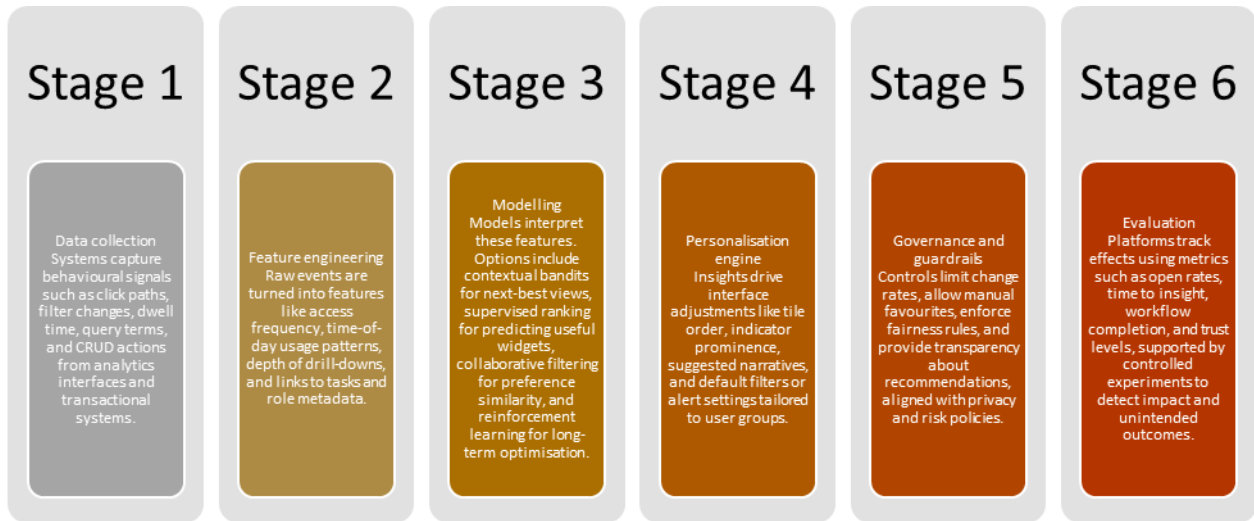 Stage 1
Data collection
Systems capture
behavioural signals
such as click paths,
filter changes, dwell
time, query terms,
and CRUD actions
from analytics
interfaces and
transactional
systems.
Stage 2
Feature engineering
Raw events are
turned into features
like access
frequency, time-of-
day usage patterns,
depth of drill-downs,
and links to tasks and
role metadata.
Stage 3
Modelling
Models interpret
these features.
Options include
contextual bandits
for next-best views,
supervised ranking
for predicting useful
widgets,
collaborative filtering
for preference
similarity, and
reinforcement
learning for long-
term optimisation.
Stage 4
Personalisation
engine
Insights drive
interface
adjustments like tile
order, indicator
prominence,
suggested narratives,
and default filters or
alert settings tailored
to user groups.
Stage 5
Governance and
guardrails
Controls limit change
rates, allow manual
favourites, enforce
fairness rules, and
provide transparency
about
recommendations,
aligned with privacy
and risk policies.
Stage 6
Evaluation
Platforms track
effects using metrics
such as open rates,
time to insight,
workflow
completion, and trust
levels, supported by
controlled
experiments to
detect impact and
unintended
outcomes.